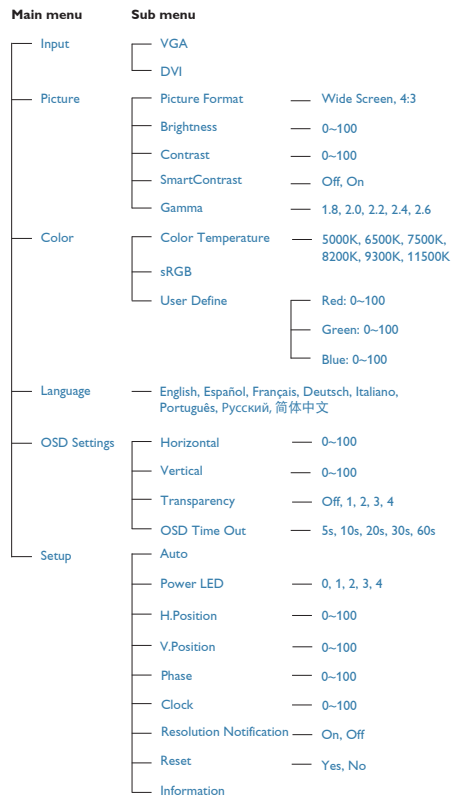 Main menu Sub menu
Input VGA
DVI
Picture Picture Format Wide Screen, 4:3
Brightness 0~100
Contrast 0~100
SmartContrast Off, On
Gamma 1.8, 2.0, 2.2, 2.4, 2.6
Color Color Temperature 5000K, 6500K, 7500K,
8200K, 9300K, 11500K
sRGB
User Define Red: 0~100
Green: 0~100
Blue: 0~100
Language English, Español, Français, Deutsch, Italiano,
Português, Русский, 简体中文
OSD Settings Horizontal 0~100
Vertical 0~100
Transparency Off, 1, 2, 3, 4
OSD Time Out 5s, 10s, 20s, 30s, 60s
Setup Auto
Power LED 0, 1, 2, 3, 4
H.Position 0~100
V.Position 0~100
Phase 0~100
Clock 0~100
Resolution Notification On, Off
Reset Yes, No
Information